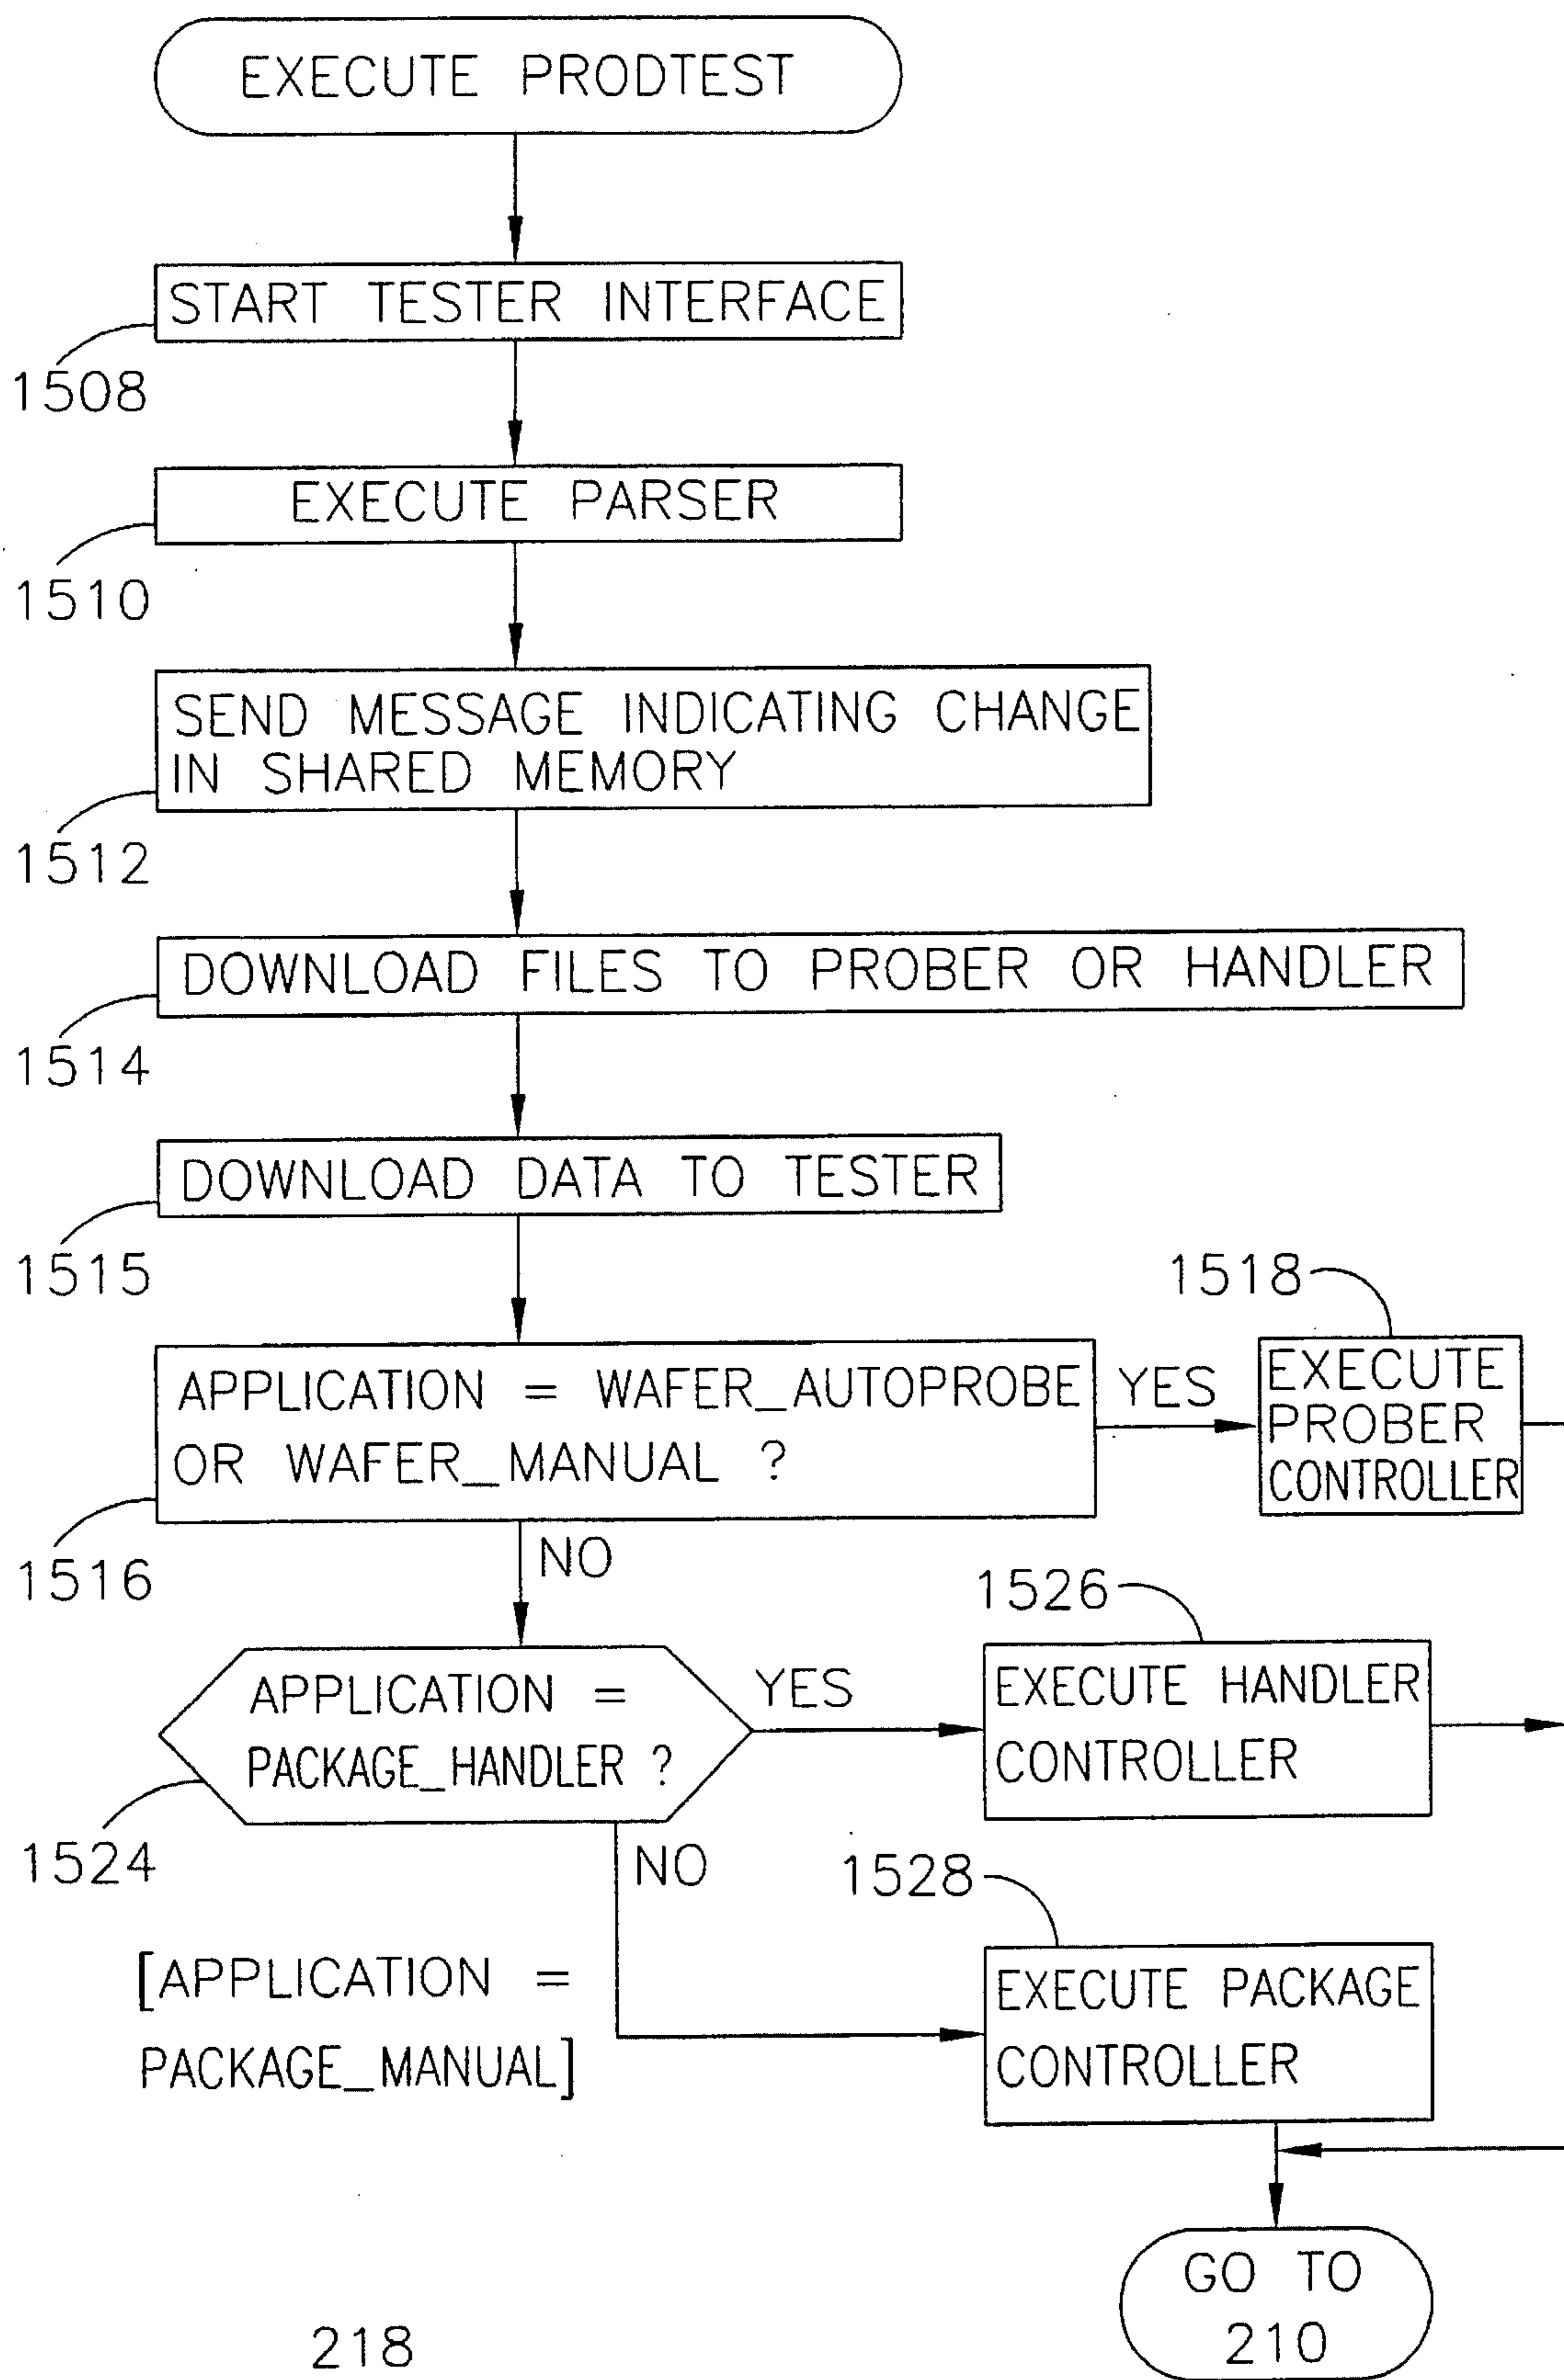 EXECUTE PRODTEST
START TESTER INTERFACE
1508
EXECUTE PARSER
1510
SEND MESSAGE INDICATING CHANGE
IN SHARED MEMORY
1512
DOWNLOAD FILES TO PROBER OR HANDLER
1514
DOWNLOAD DATA TO TESTER
1515
1518
APPLICATION = WAFER_AUTOPROBE
OR WAFER_MANUAL ?
YES
EXECUTE
PROBER
CONTROLLER
1516
NO
1526
APPLICATION =
PACKAGE_HANDLER ?
YES
EXECUTE HANDLER
CONTROLLER
1524
NO
1528
[APPLICATION =
PACKAGE_MANUAL]
EXECUTE PACKAGE
CONTROLLER
GO TO
210
218